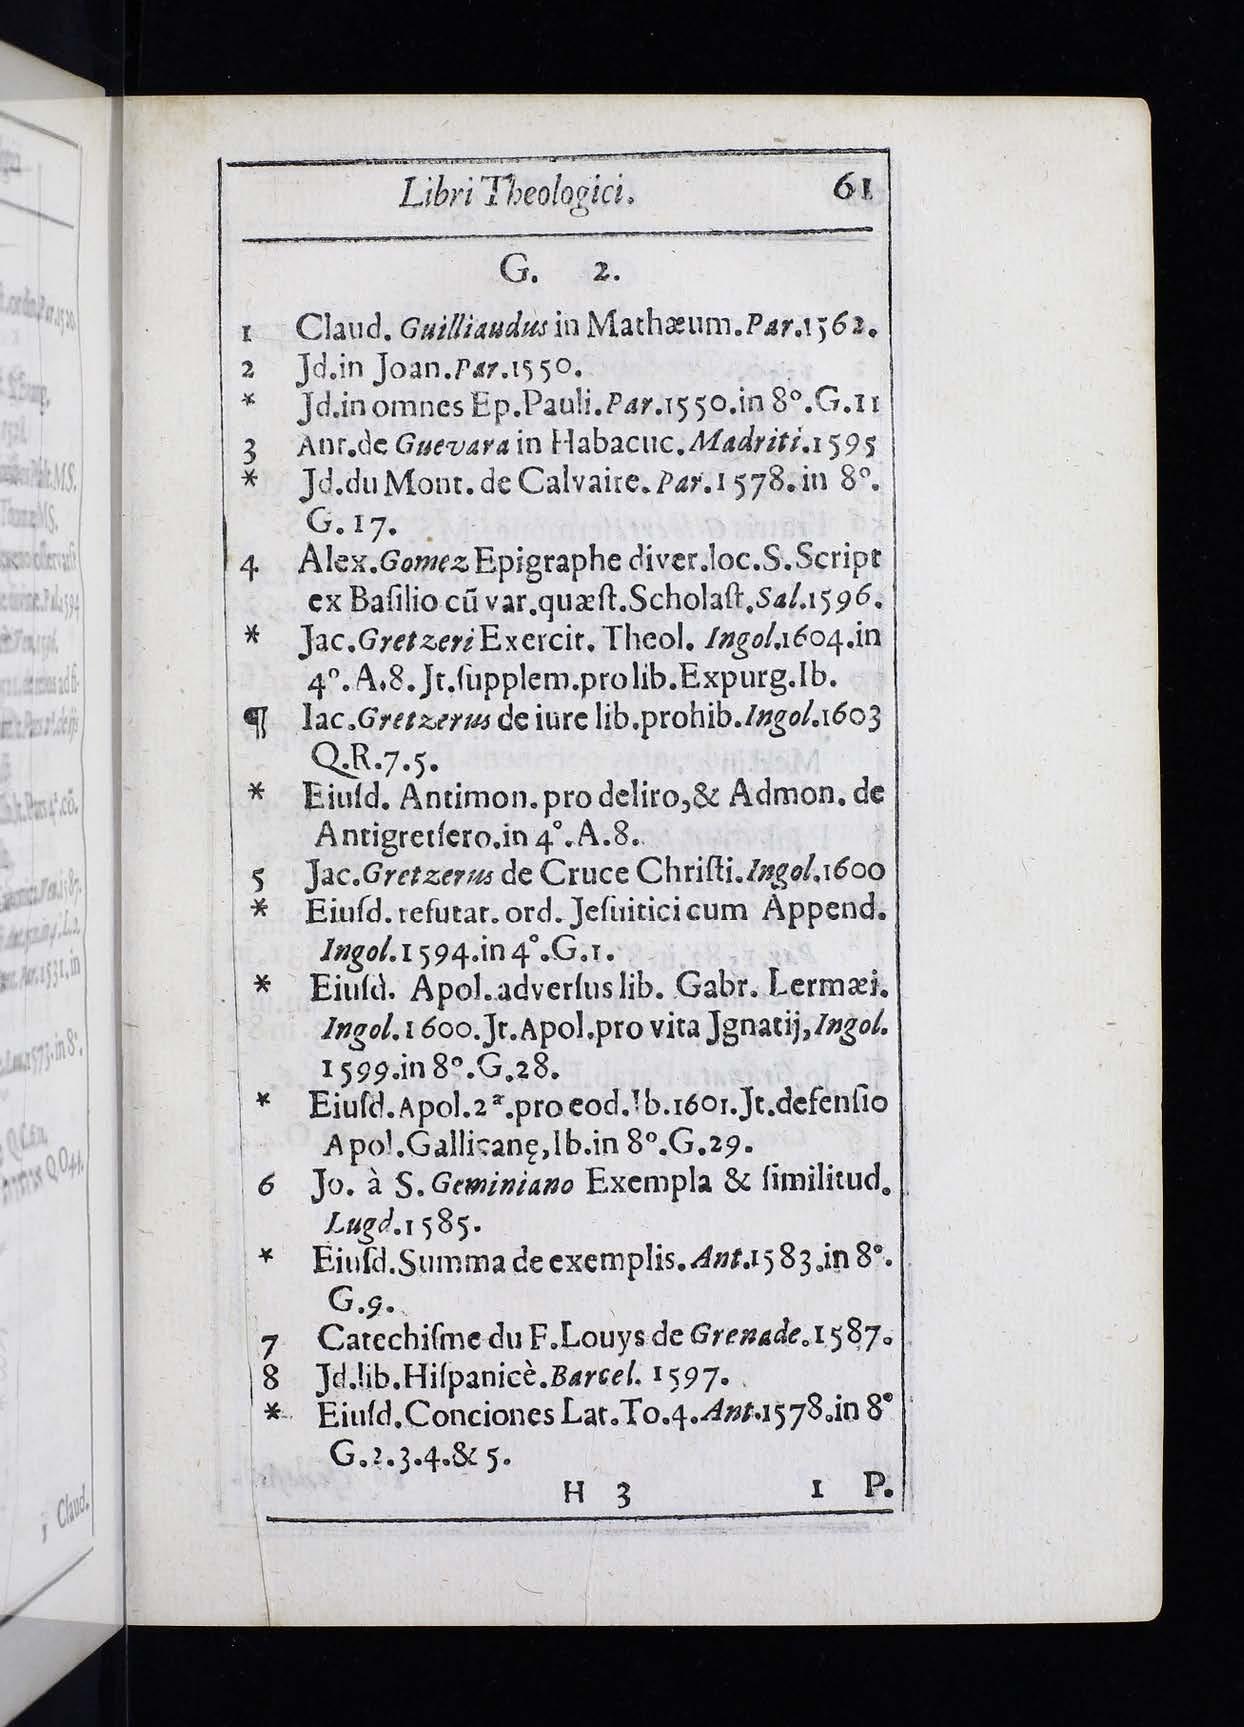 Libri Theologici. 61
G. 2.
1 Claud. Guilliaudus in Mathæum.Par.1562.
2 Jd.in Joan.Par.1550.
* Jd.in omnes Ep.Pauli.Par.1550.in 8°.G.11
3 Ant.de Guevara in Habacuc.Madriti.1595
* Jd.du Mont.de Calvaire.Par.1578.in 8°.
G.17.
4 Alex.Gomez Epigraphe diver.loc.S.Script
ex Baſilio cū var.quæſt.Scholaſt.Sal.1596.
* Jac.Gretzeri Exercit. Theol. Ingol.1604.in
4°.A.8.Jt.ſupplem.pro lib.Expurg.Ib.
¶ Iac.Gretzerus de iure lib.prohib.Ingol.1603
Q.R.7.5.
* Eiuſd. Antimon.pro deliro,& Admon. de
Antigretſero.in 4°.A.8.
5 Jac.Gretzerus de Cruce Chriſti.Ingol.1600
* Eiuſd. refutat. ord. Jeſuitici cum Append.
Ingol.1594.in 4°.G.1.
* Eiuſd. Apol.adverſus lib. Gabr. Lermæi.
Ingol.1600.Jt.Apol.pro vita Jgnatij,Ingol.
1599.in 8°.G.28.
* Eiuſd.Apol.2ª.pro eod.Ib.1601.Jt.defenſio
Apol.Gallicanę,Ib.in 8°.G.29.
6 Jo. à S. Geminiano Exempla & ſimilitud.
Lugd.1585.
* Eiuſd.Summa de exemplis.Ant.1583.in 8°.
G.9.
7 Catechiſme du F.Louys de Grenade.1587.
8 Jd.lib.Hiſpanicè.Barcel. 1597.
* Eiuſd.Conciones Lat.To.4.Ant.1578.in 8°
G.2.3.4.& 5.
H 3 1 P.
Claud.